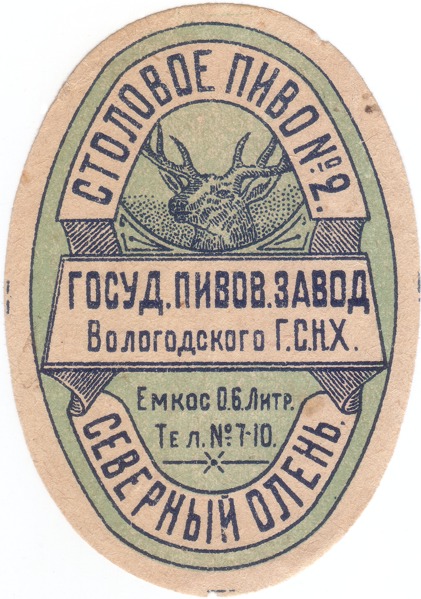 СТОЛОВОЕ ПИВО №2.
ГОСУД. ПИВОВ. ЗАВОД
Вологодского Г.С.Н.Х.
Емкос 0.6. Литр.
Тел. № 7-10.
СЕВЕРНЫЙ ОЛЕНЬ.